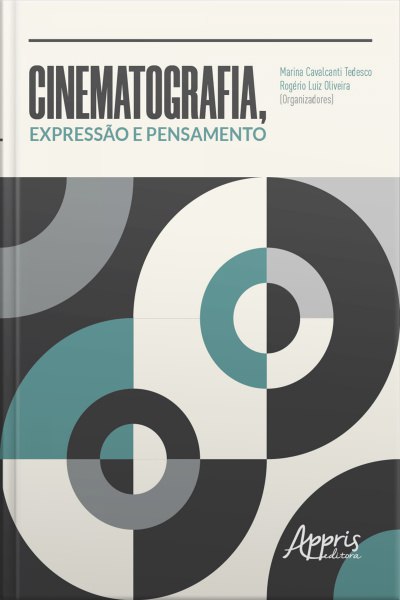 CINEMATOGRAFIA,
EXPRESSÃO E PENSAMENTO
Marina Cavalcanti Tedesco
Rogério Luiz Oliveira
(Organizadores)
Appris
editora